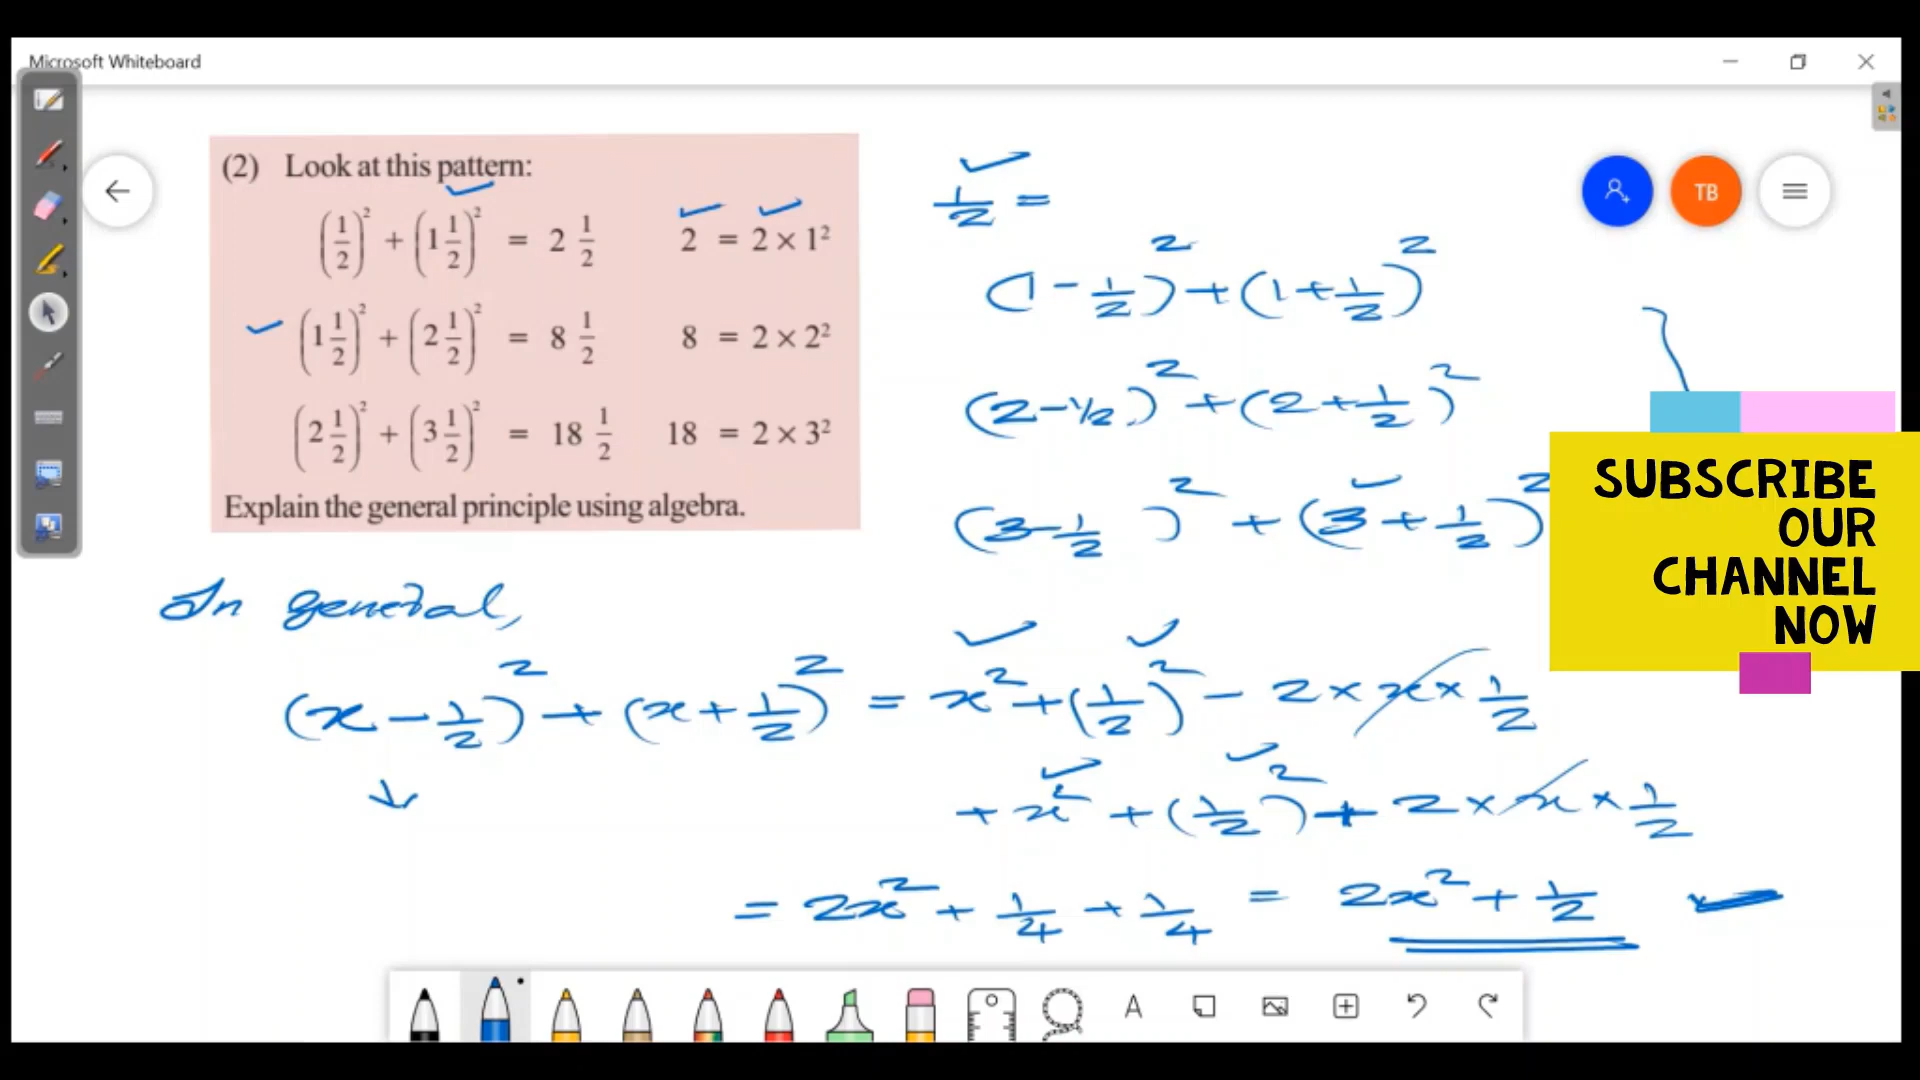 Microsoft Whiteboard
(2) Look at this pattern:
(1/2)² + (1 1/2)² = 2 1/2   2 = 2 × 1²
(1 1/2)² + (2 1/2)² = 8 1/2   8 = 2 × 2²
(2 1/2)² + (3 1/2)² = 18 1/2   18 = 2 × 3²
Explain the general principle using algebra.
1/2 =
(1 - 1/2)² + (1 + 1/2)²
(2 - 1/2)² + (2 + 1/2)²
(3 - 1/2)² + (3 + 1/2)²
TB
SUBSCRIBE
OUR
CHANNEL
NOW
In general,
(x - 1/2)² + (x + 1/2)² = x² + (1/2)² - 2 × x × 1/2
+ x² + (1/2)² + 2 × x × 1/2
= 2x² + 1/4 + 1/4 = 2x² + 1/2
A